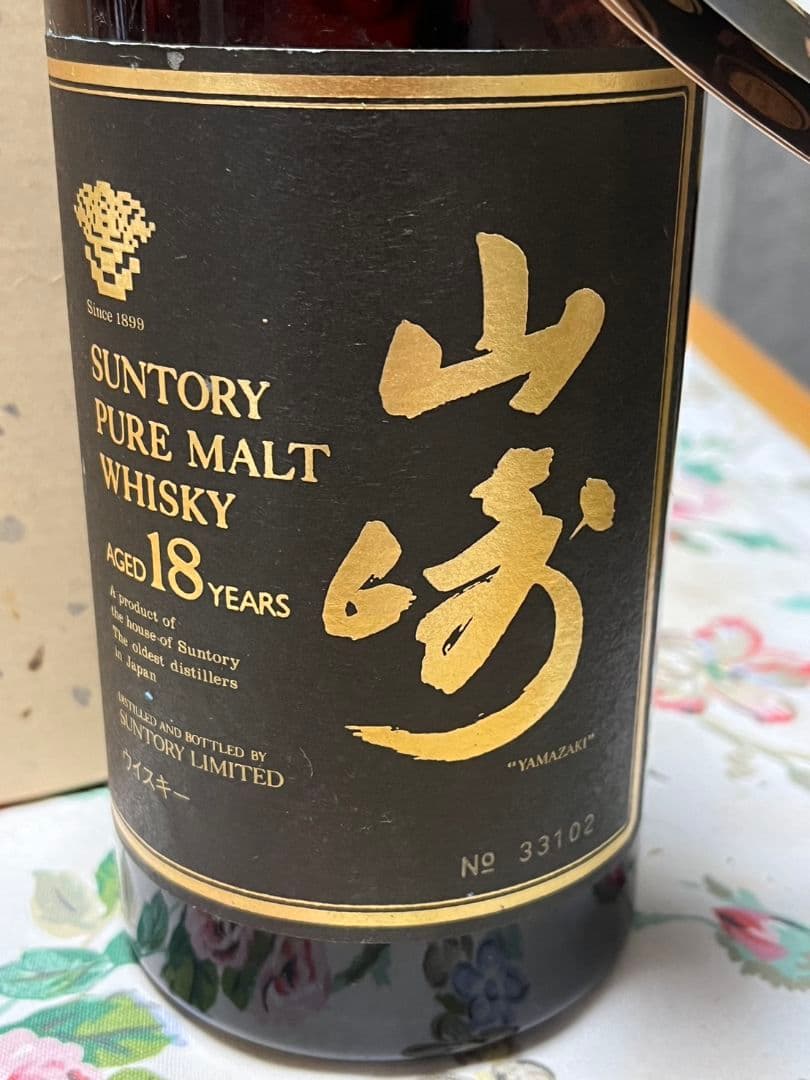 Since 1899
SUNTORY
PURE MALT
WHISKY
AGED 18 YEARS
A product of
the house of Suntory
The oldest distillers
in Japan
DISTILLED AND BOTTLED BY
SUNTORY LIMITED
ウイスキー
山
崎
"YAMAZAKI"
№ 33102